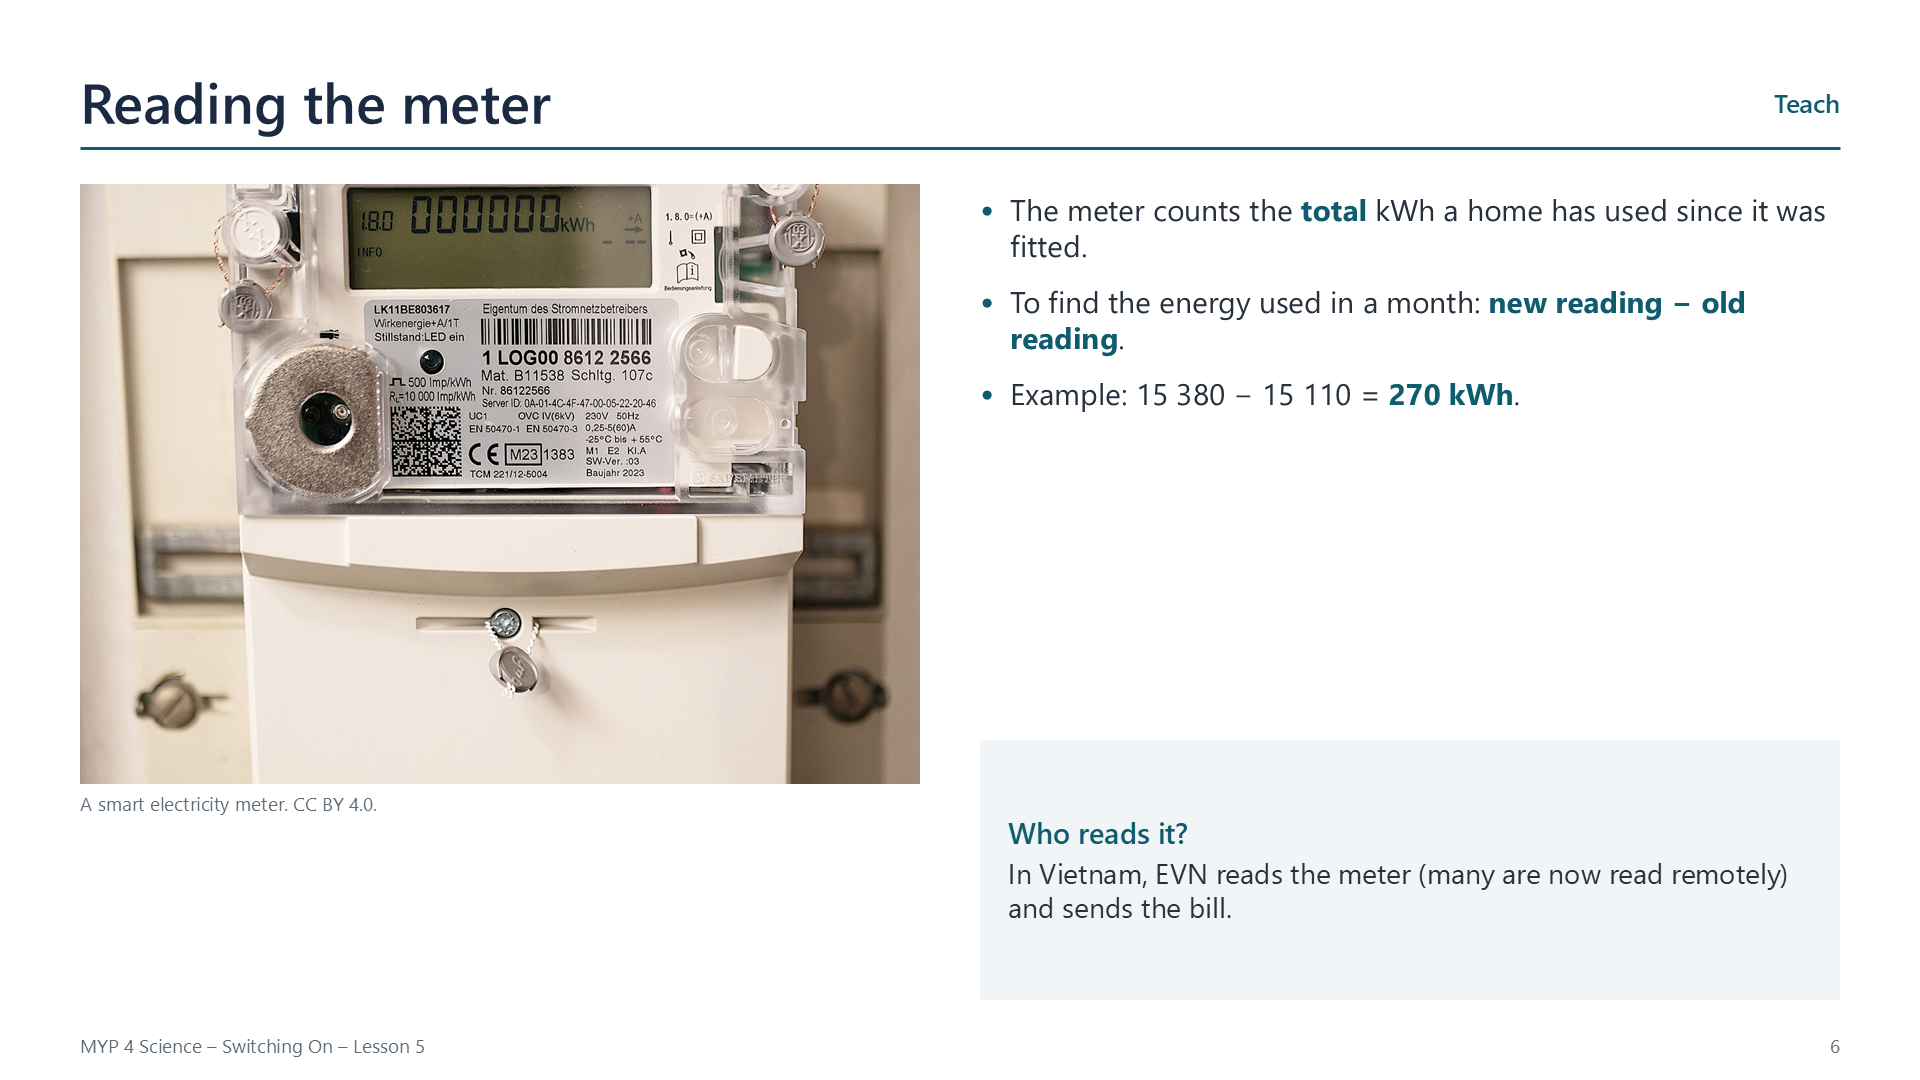 Reading the meter
Teach
1.8.0 000000 kWh
+A
INFO
1. 8. 0=(+A)
Bedienungsanleitung
LK11BE803617
Wirkenergie+A/1T
Stillstand:LED ein
Eigentum des Stromnetzbetreibers
1 LOG00 8612 2566
Mat. B11538 Schltg. 107c
Nr. 86122566
Server ID: 0A-01-4C-4F-47-00-05-22-20-46
500 Imp/kWh
RL=10 000 Imp/kWh
UC1 OVC IV(6kV) 230V 50Hz
EN 50470-1 EN 50470-3 0,25-5(60)A
-25°C bis +55°C
M1 E2 Kl.A
SW-Ver. :03
Baujahr 2023
CE M23 1383
TCM 221/12-5004
A smart electricity meter. CC BY 4.0.
• The meter counts the total kWh a home has used since it was
fitted.
• To find the energy used in a month: new reading − old
reading.
• Example: 15 380 − 15 110 = 270 kWh.
Who reads it?
In Vietnam, EVN reads the meter (many are now read remotely)
and sends the bill.
MYP 4 Science – Switching On – Lesson 5
6